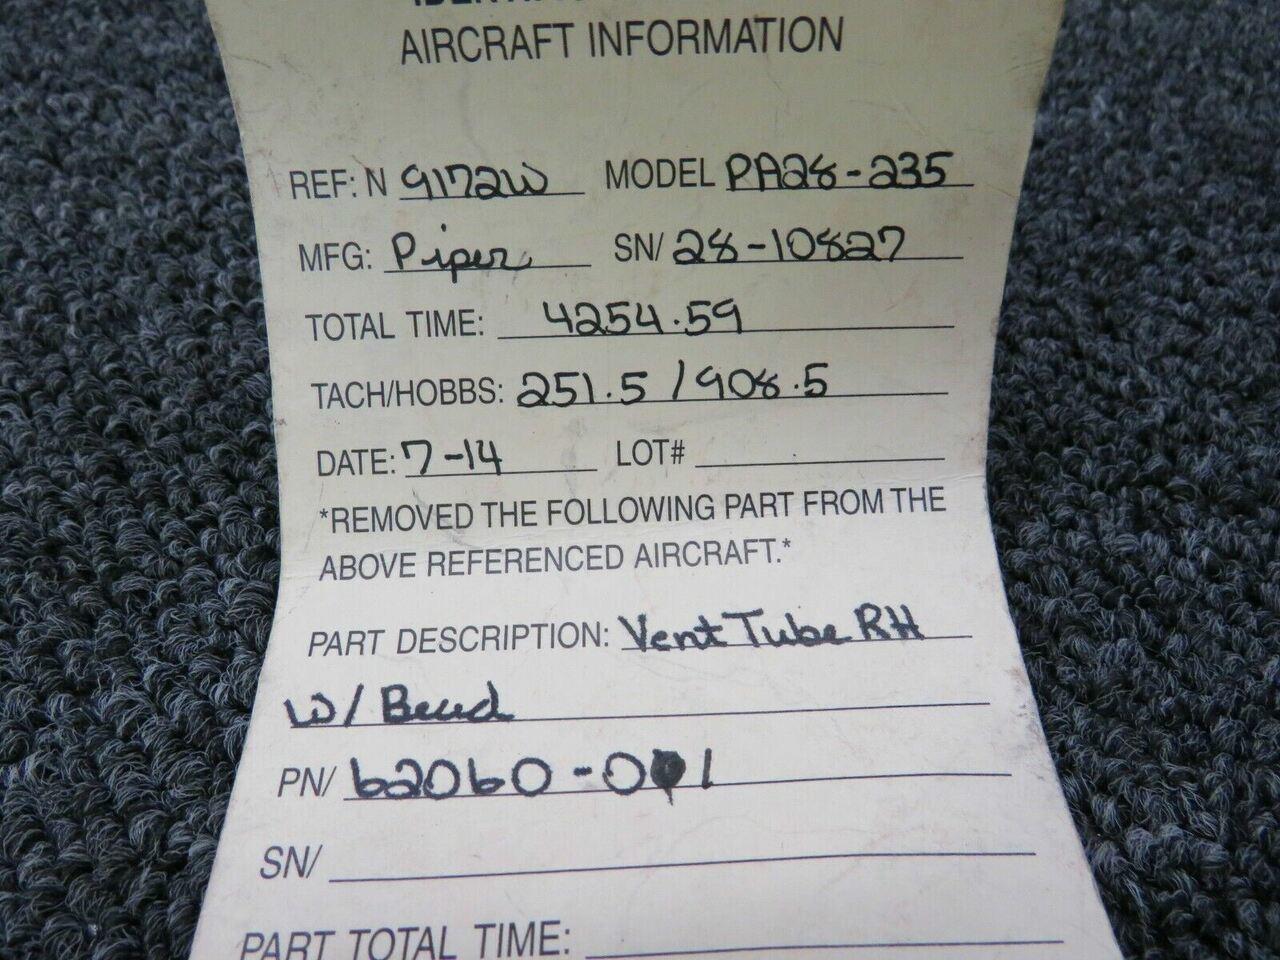 AIRCRAFT INFORMATION
REF: N 9172W MODEL PA28-235
MFG: Piper SN/ 28-10827
TOTAL TIME: 4254.59
TACH/HOBBS: 251.5 / 908.5
DATE: 7-14 LOT#
*REMOVED THE FOLLOWING PART FROM THE
ABOVE REFERENCED AIRCRAFT.*
PART DESCRIPTION: Vent Tube RH
W/ Bend
PN/ 62060-001
SN/
PART TOTAL TIME: